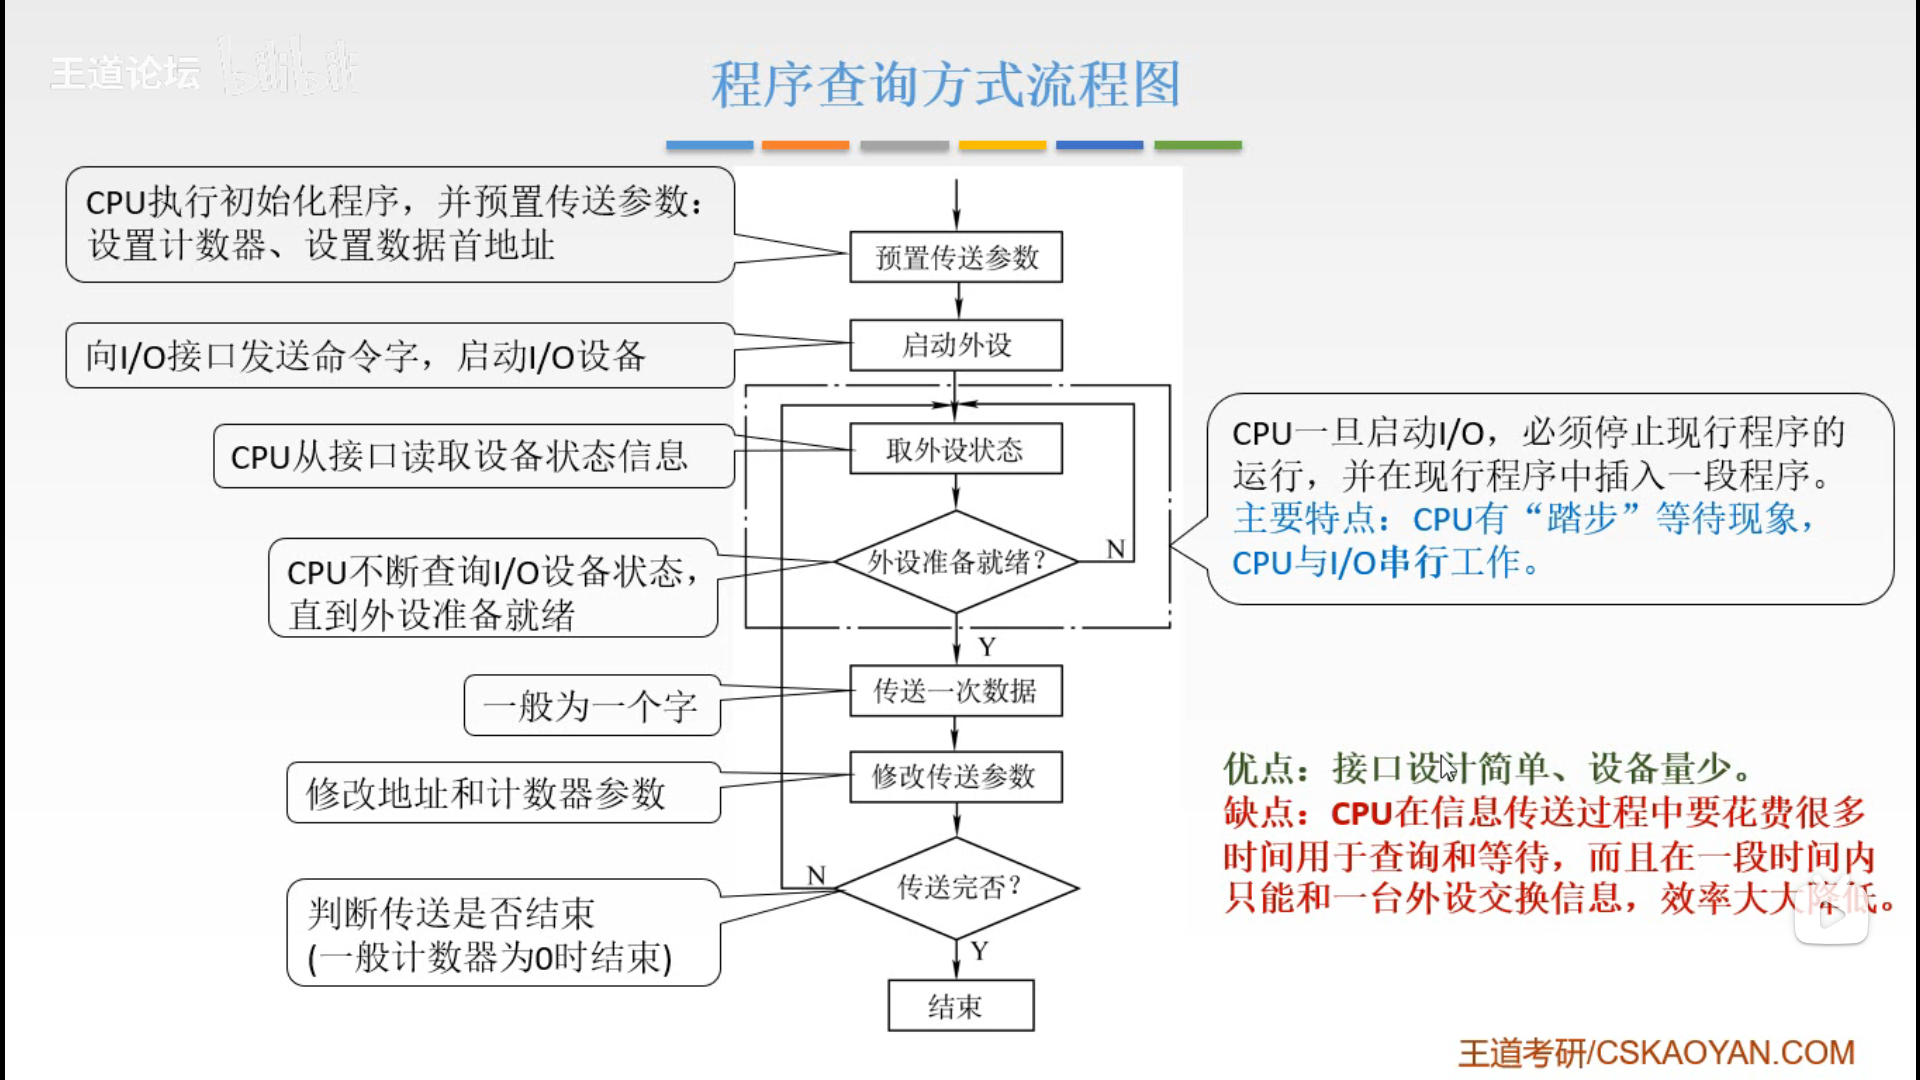 王道论坛 bilibili
程序查询方式流程图
CPU执行初始化程序，并预置传送参数：
设置计数器、设置数据首地址
预置传送参数
向I/O接口发送命令字，启动I/O设备
启动外设
CPU从接口读取设备状态信息
取外设状态
CPU一旦启动I/O，必须停止现行程序的
运行，并在现行程序中插入一段程序。
主要特点：CPU有“踏步”等待现象，
CPU与I/O串行工作。
CPU不断查询I/O设备状态，
直到外设准备就绪
外设准备就绪？
N
Y
一般为一个字
传送一次数据
修改地址和计数器参数
修改传送参数
优点：接口设计简单、设备量少。
缺点：CPU在信息传送过程中要花费很多
时间用于查询和等待，而且在一段时间内
只能和一台外设交换信息，效率大大降低。
判断传送是否结束
(一般计数器为0时结束)
N
传送完否？
Y
结束
王道考研/CSKAOYAN.COM